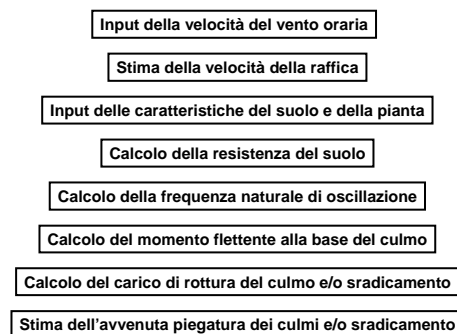 Input della velocità del vento oraria
Stima della velocità della raffica
Input delle caratteristiche del suolo e della pianta
Calcolo della resistenza del suolo
Calcolo della frequenza naturale di oscillazione
Calcolo del momento flettente alla base del culmo
Calcolo del carico di rottura del culmo e/o sradicamento
Stima dell'avvenuta piegatura dei culmi e/o sradicamento